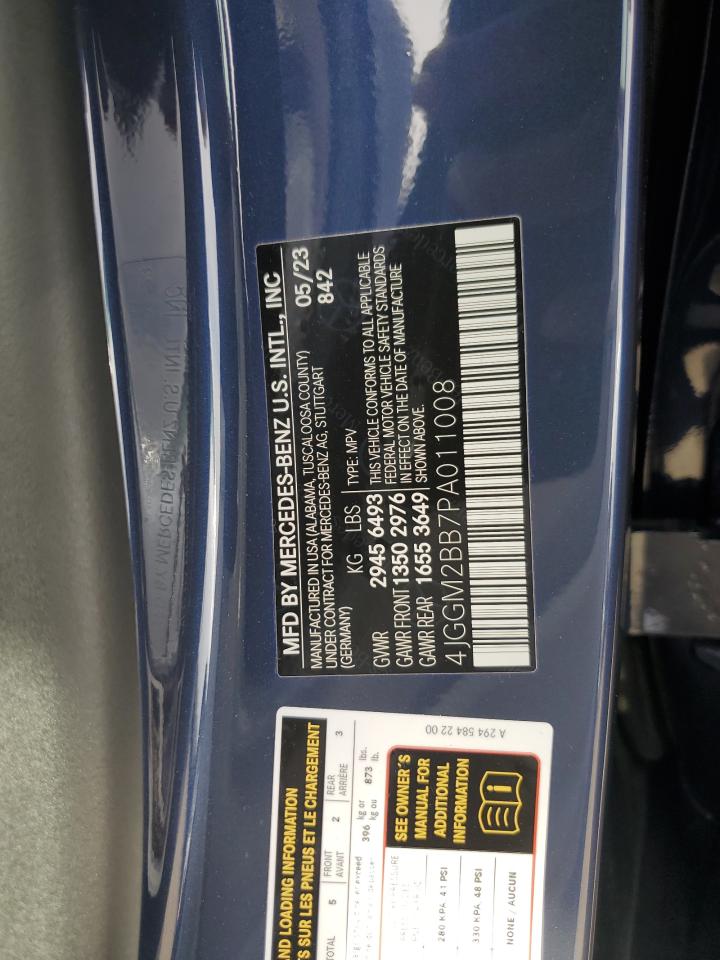 MFD BY MERCEDES-BENZ U.S. INTL., INC
MANUFACTURED IN USA (ALABAMA, TUSCALOOSA COUNTY) 05/23
UNDER CONTRACT FOR MERCEDES-BENZ AG, STUTTGART 842
(GERMANY)
KG LBS TYPE: MPV
GVWR 2945 6493 THIS VEHICLE CONFORMS TO ALL APPLICABLE
GAWR FRONT 1350 2976 FEDERAL MOTOR VEHICLE SAFETY STANDARDS
IN EFFECT ON THE DATE OF MANUFACTURE
GAWR REAR 1655 3649 SHOWN ABOVE.
4JGGM2BB7PA011008
ND LOADING INFORMATION
TS SUR LES PNEUS ET LE CHARGEMENT
TOTAL 5 FRONT AVANT 2 REAR ARRIÈRE 3
396 kg or 873 lbs.
kg ou lb.
280 KPA, 41 PSI
330 KPA, 48 PSI
NONE / AUCUN
SEE OWNER'S
MANUAL FOR
ADDITIONAL
INFORMATION
A 294 584 22 00